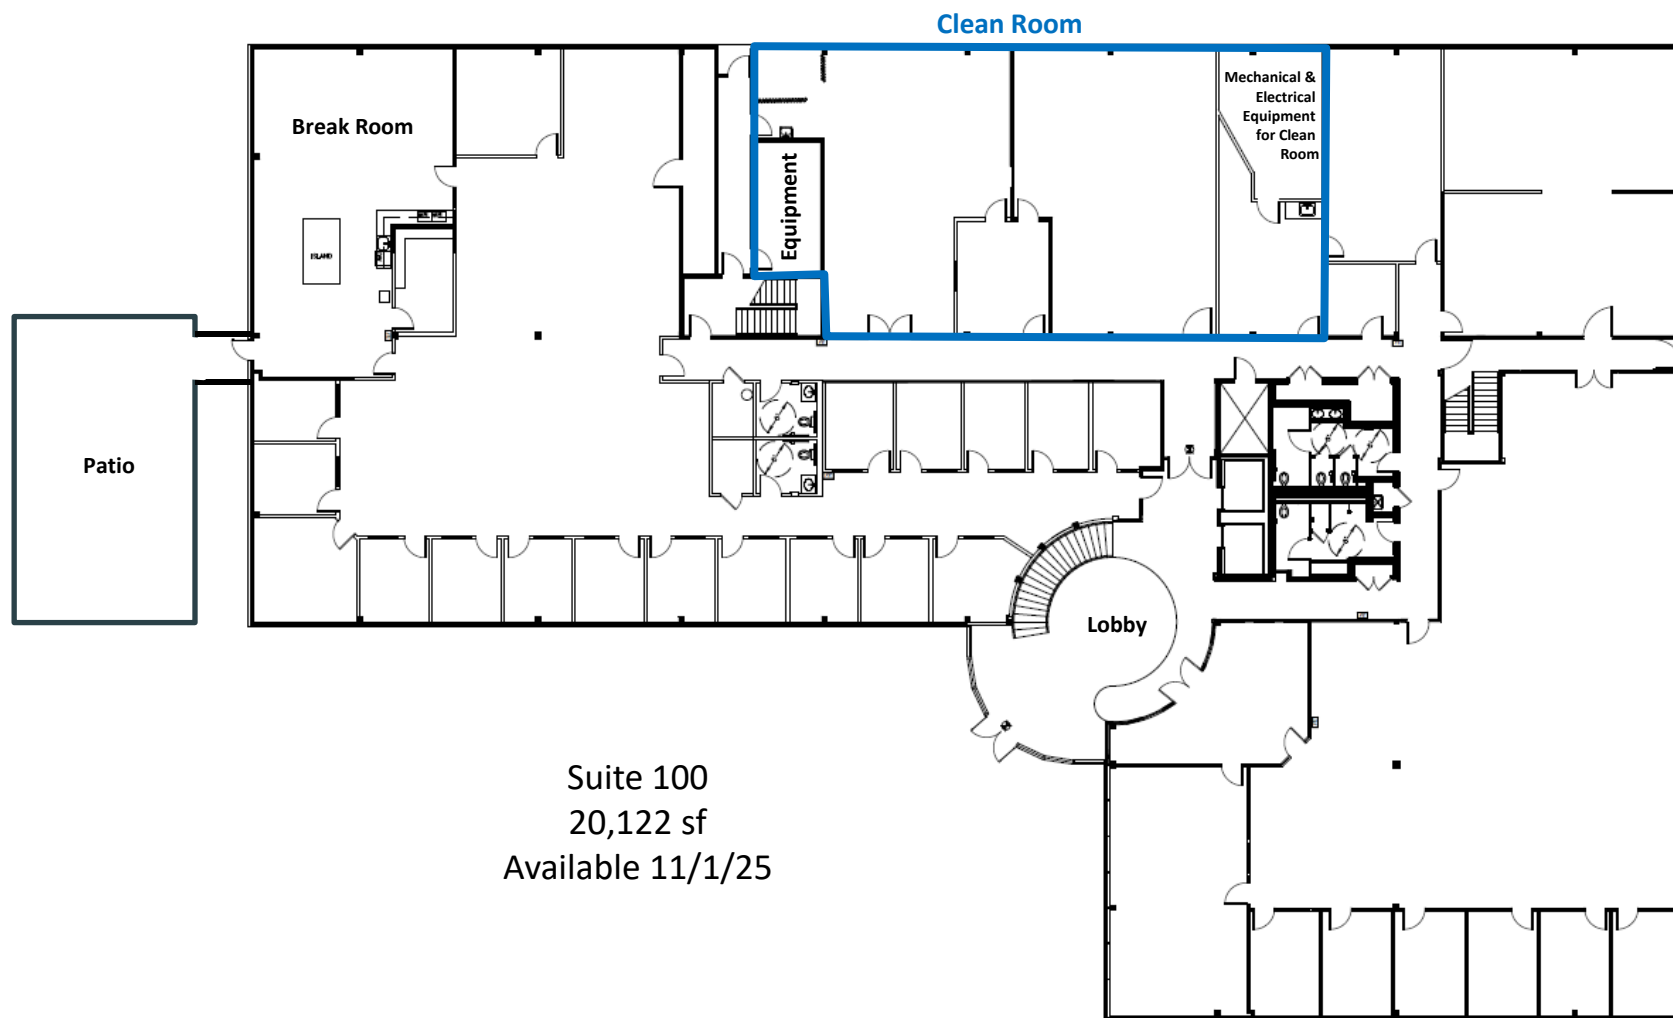 Clean Room
Mechanical &
Electrical
Equipment
for Clean
Room
Break Room
Equipment
ISLAND
Patio
Lobby
Suite 100
20,122 sf
Available 11/1/25